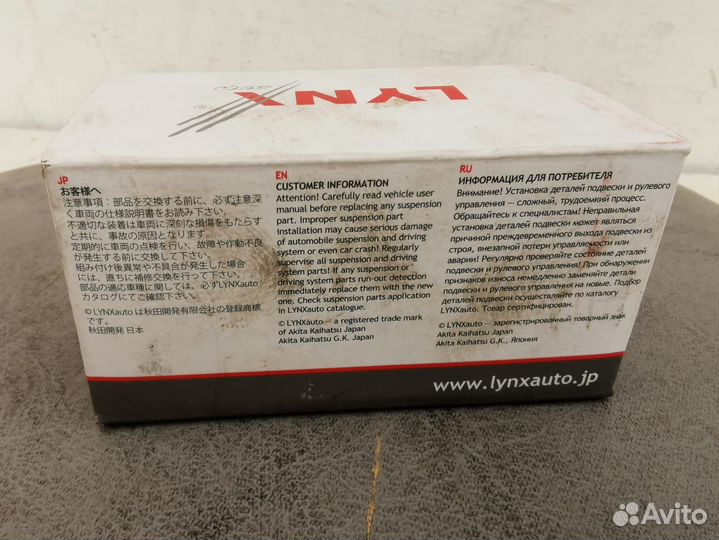 LYNX
®
JP
お客様へ
注意事項：部品を交換する前に、必ず注意深
く車両の仕様説明書をお読み下さい。
不適切な装着は車両に深刻な損傷をもたらす
と共に、事故の原因となります。
定期的に車両の点検を行い、故障や作動不良
が発生する前に交換して下さい。
組み付け後異常や不具合が発生した場合
には、直ちに補修交換を行って下さい。
部品の適応車種に関しては、必ずLYNXauto
カタログにてご確認下さい。
© LYNXauto は秋田開発有限会社の登録商標
です。
秋田開発 日本
EN
CUSTOMER INFORMATION
Attention! Carefully read vehicle user
manual before replacing any suspension
part. Improper suspension part
installation may cause serious damage
of automobile suspension and driving
system or even car crash! Regularly
supervise all suspension and driving
system parts! If any suspension or
driving system parts run-out detection
immediately replace them with the new
one. Check suspension parts application
in LYNXauto catalogue.
© LYNXauto — a registered trade mark
of Akita Kaihatsu Japan
Akita Kaihatsu G.K. Japan
RU
ИНФОРМАЦИЯ ДЛЯ ПОТРЕБИТЕЛЯ
Внимание! Установка деталей подвески и рулевого
управления — сложный, трудоемкий процесс.
Обращайтесь к специалистам! Неправильная
установка деталей подвески может являться
причиной преждевременного выхода подвески из
строя, внезапной потери управляемости или
аварии! Регулярно проверяйте состояние деталей
подвески и рулевого управления! При обнаружении
признаков износа немедленно заменяйте детали
подвески и рулевого управления на новые. Подбор
деталей подвески осуществляйте по каталогу
LYNXauto. Товар сертифицирован.
© LYNXauto — зарегистрированный товарный знак
Akita Kaihatsu Japan
Akita Kaihatsu G.K., Япония
www.lynxauto.jp
Avito